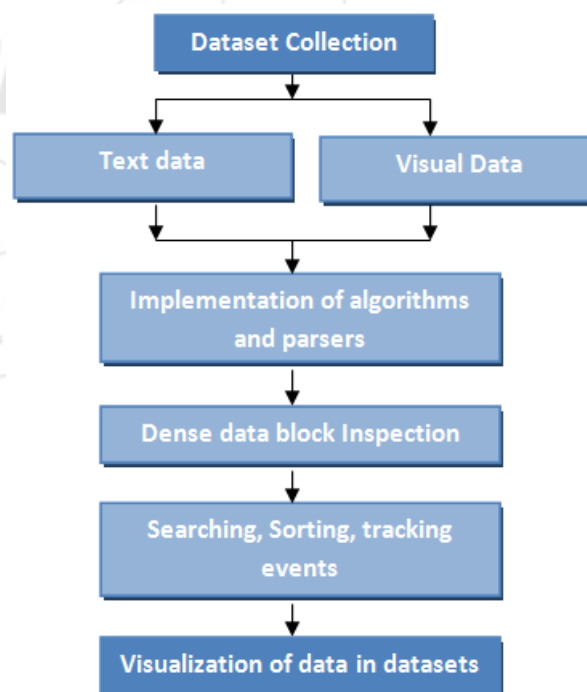 Dataset Collection
Text data
Visual Data
Implementation of algorithms
and parsers
Dense data block Inspection
Searching, Sorting, tracking
events
Visualization of data in datasets